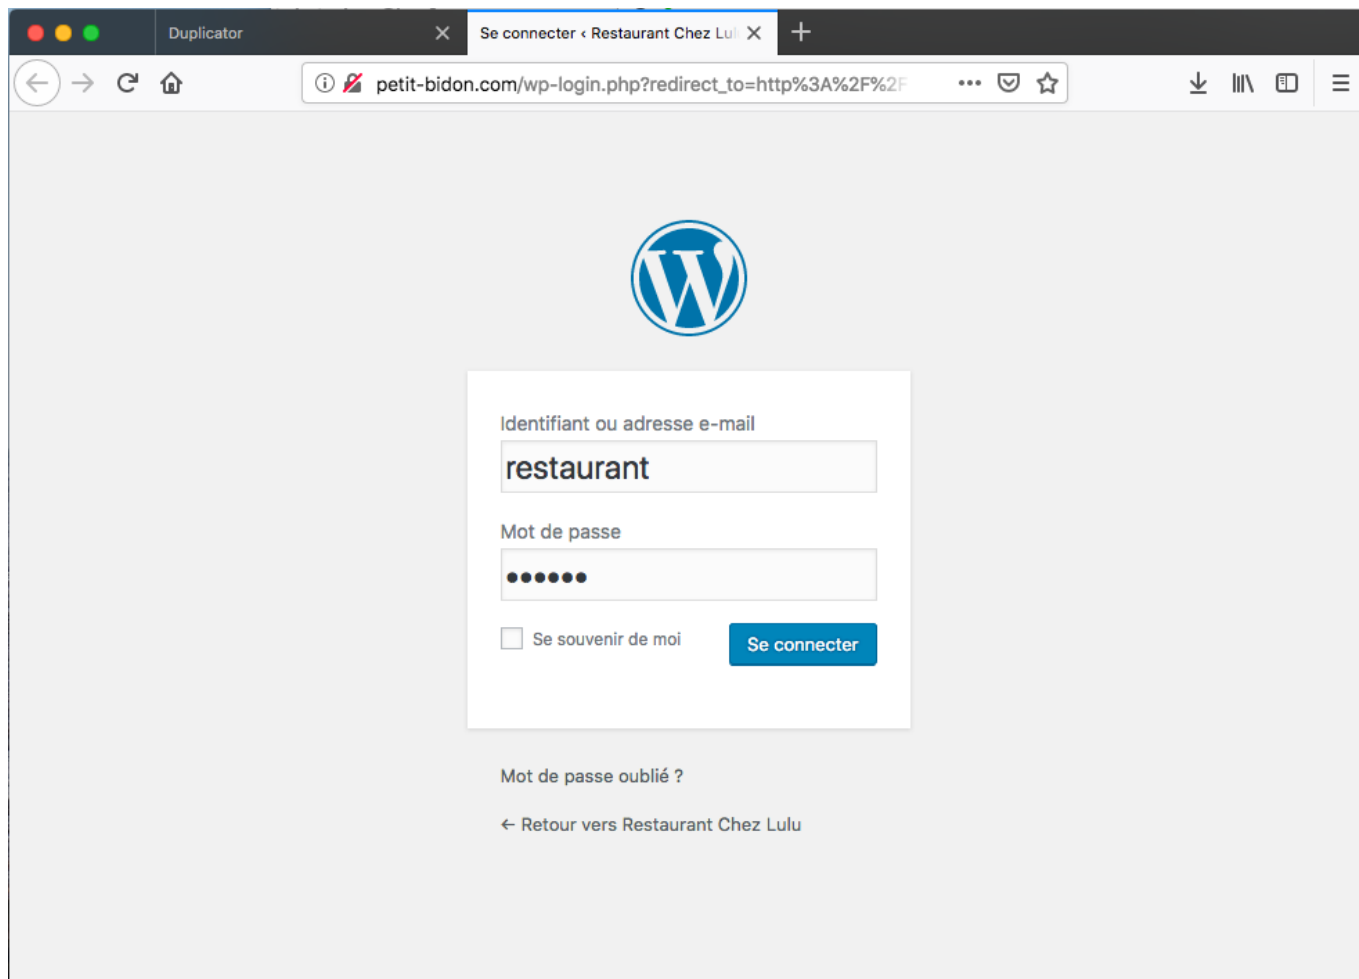 Duplicator
Se connecter ‹ Restaurant Chez Lul
petit-bidon.com/wp-login.php?redirect_to=http%3A%2F%2F
Identifiant ou adresse e-mail
restaurant
Mot de passe
••••••
Se souvenir de moi
Se connecter
Mot de passe oublié ?
← Retour vers Restaurant Chez Lulu